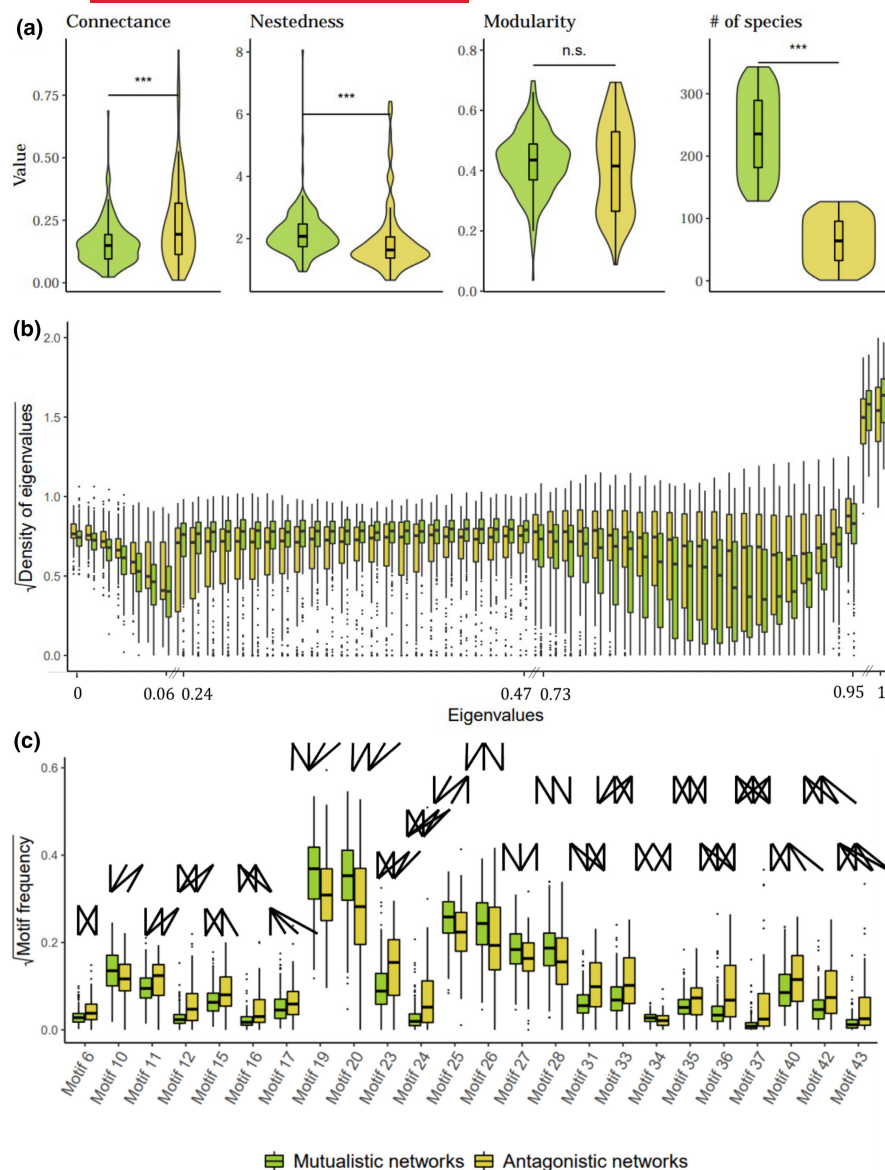 (a)
Connectance Nestedness Modularity # of species
*** *** n.s. ***
Value
0.75
0.50
0.25
0.00
8
6
4
2
0.8
0.6
0.4
0.2
0.0
300
200
100
0
(b)
√Density of eigenvalues
2.0
1.5
1.0
0.5
0.0
0 0.06 0.24 0.47 0.73 0.95 1
Eigenvalues
(c)
√Motif frequency
0.6
0.4
0.2
0.0
Motif 6 Motif 10 Motif 11 Motif 12 Motif 15 Motif 16 Motif 17 Motif 19 Motif 20 Motif 23 Motif 24 Motif 25 Motif 26 Motif 27 Motif 28 Motif 31 Motif 33 Motif 34 Motif 35 Motif 36 Motif 37 Motif 40 Motif 42 Motif 43
Mutualistic networks Antagonistic networks